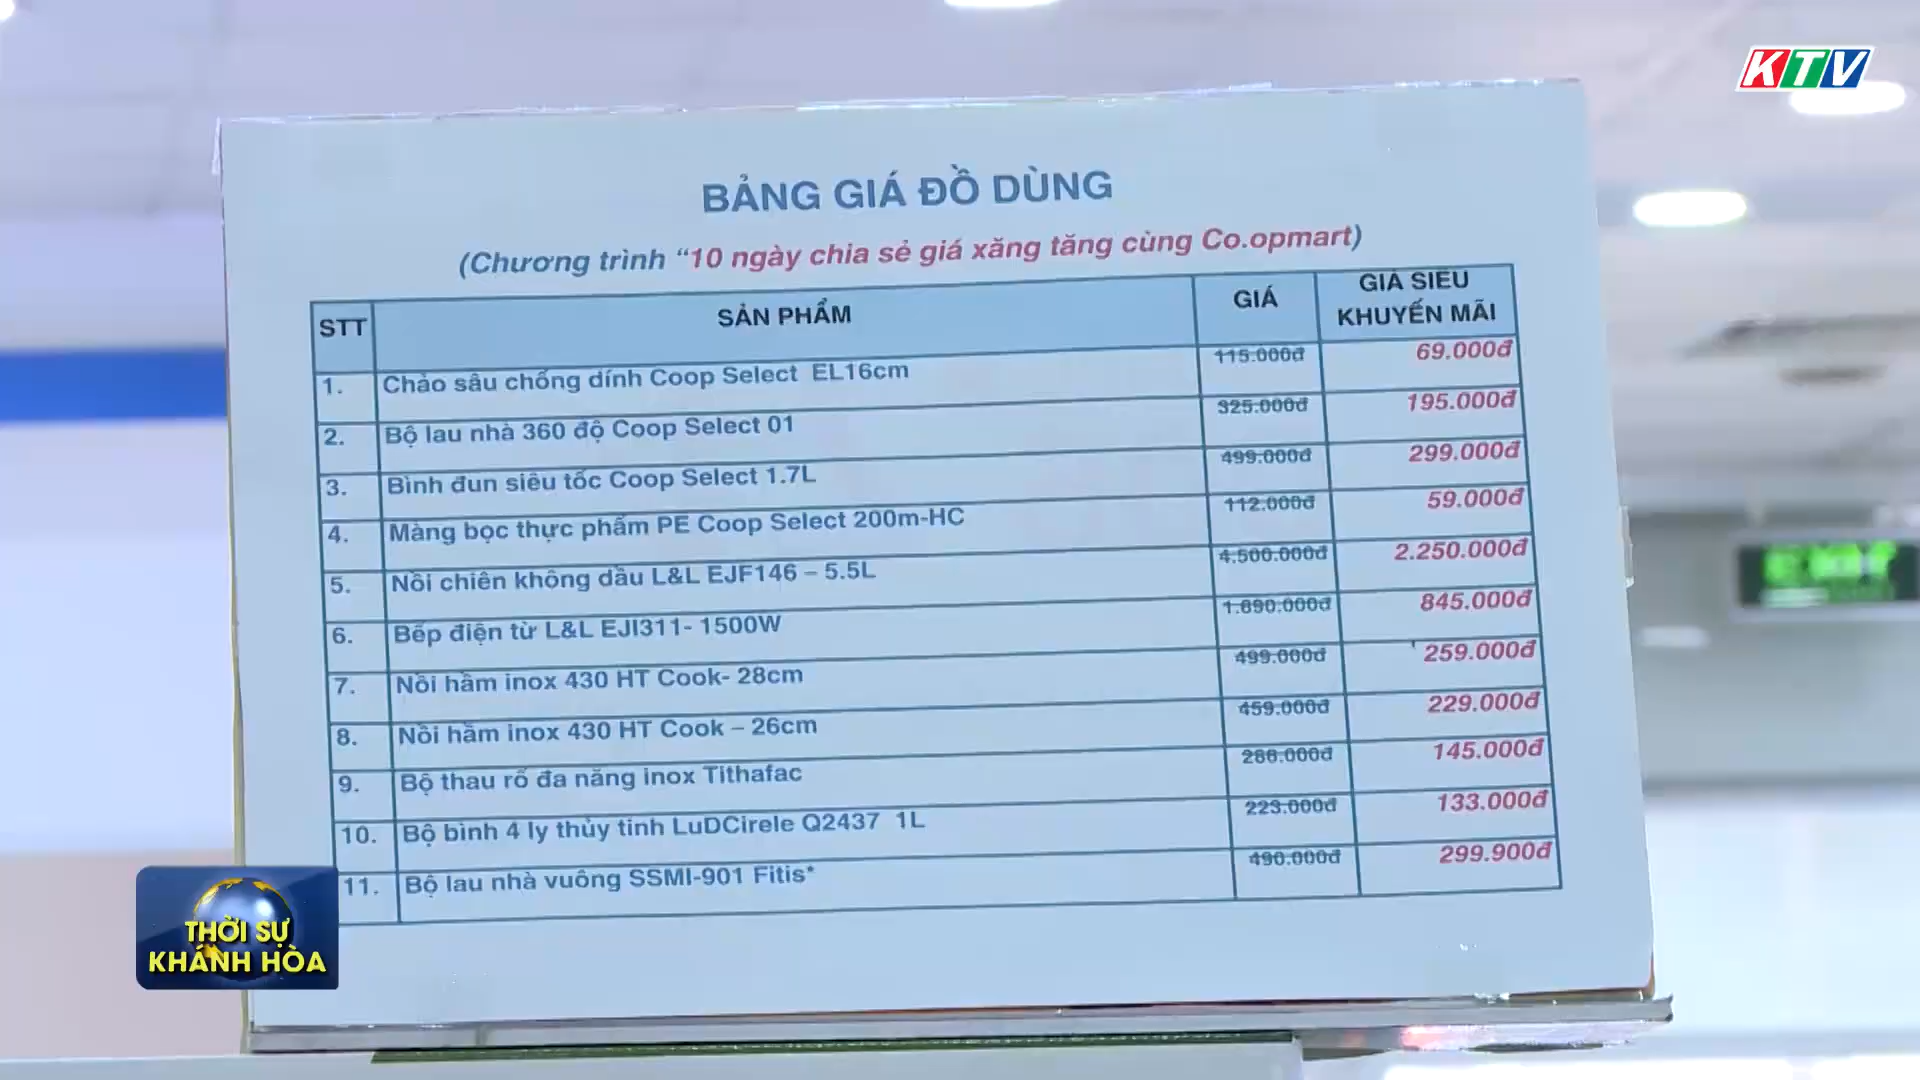 KTV
BẢNG GIÁ ĐỒ DÙNG
(Chương trình “10 ngày chia sẻ giá xăng tăng cùng Co.opmart)
STT SẢN PHẨM GIÁ GIÁ SIÊU KHUYẾN MÃI
1. Chảo sâu chống dính Coop Select EL16cm 115.000đ 69.000đ
2. Bộ lau nhà 360 độ Coop Select 01 325.000đ 195.000đ
3. Bình đun siêu tốc Coop Select 1.7L 499.000đ 299.000đ
4. Màng bọc thực phẩm PE Coop Select 200m-HC 112.000đ 59.000đ
5. Nồi chiên không dầu L&L EJF146 – 5.5L 4.500.000đ 2.250.000đ
6. Bếp điện từ L&L EJI311- 1500W 1.690.000đ 845.000đ
7. Nồi hầm inox 430 HT Cook- 28cm 499.000đ 259.000đ
8. Nồi hầm inox 430 HT Cook – 26cm 459.000đ 229.000đ
9. Bộ thau rổ đa năng inox Tithafac 145.000đ
10. Bộ bình 4 ly thủy tinh LuDCirele Q2437 1L 223.000đ 133.000đ
11. Bộ lau nhà vuông SSMI-901 Fitis* 490.000đ 299.900đ
THỜI SỰ
KHÁNH HÒA